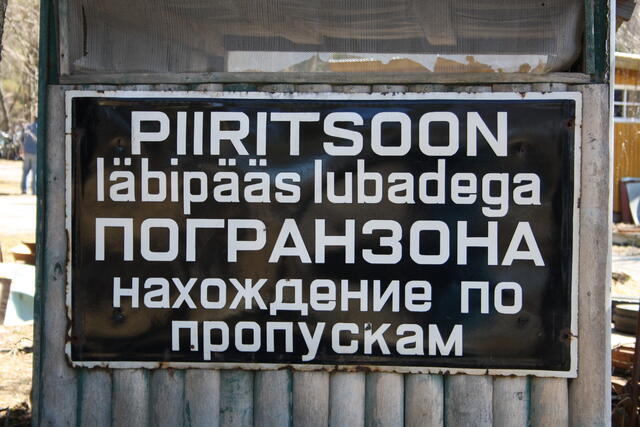 PIIRITSOON
läbipääs lubadega
ПОГРАНЗОНА
нахождение по
пропускам